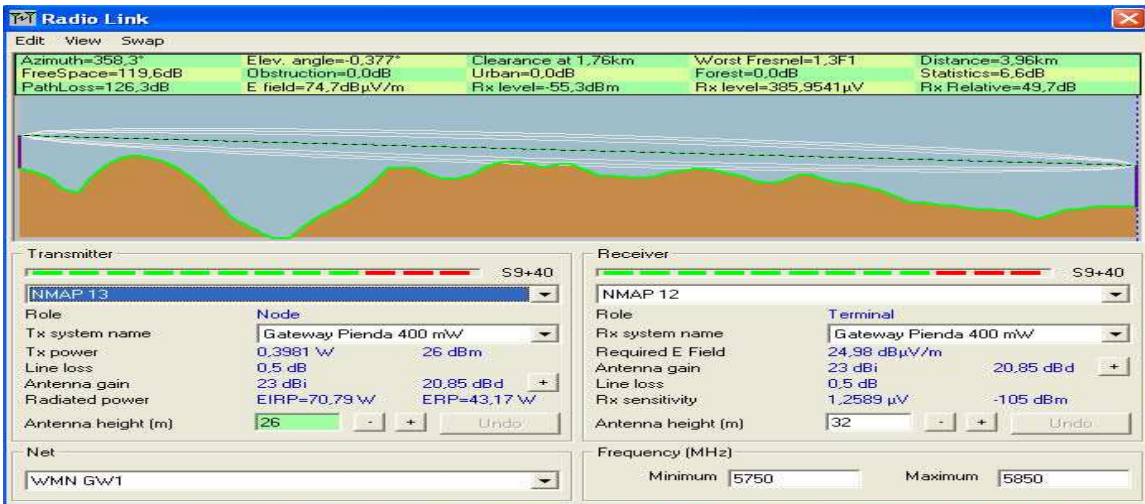 Radio Link
Edit View Swap
Azimuth=358,3° Elev. angle=-0,377° Clearance at 1,76km Worst Fresnel=1,3F1 Distance=3,96km
FreeSpace=119,6dB Obstruction=0,0dB Urban=0,0dB Forest=0,0dB Statistics=6,6dB
PathLoss=126,3dB E field=74,7dBμV/m Rx level=-55,3dBm Rx level=385,9541μV Rx Relative=49,7dB
Transmitter
S9+40
NMAP 13
Role Node
Tx system name Gateway Pienda 400 mW
Tx power 0,3981 W 26 dBm
Line loss 0,5 dB
Antenna gain 23 dBi 20,85 dBd +
Radiated power EIRP=70,79 W ERP=43,17 W
Antenna height (m) 26 - + Undo
Net
WMN GW1
Receiver
S9+40
NMAP 12
Role Terminal
Rx system name Gateway Pienda 400 mW
Required E Field 24,98 dBμV/m
Antenna gain 23 dBi 20,85 dBd +
Line loss 0,5 dB
Rx sensitivity 1,2589 μV -105 dBm
Antenna height (m) 32 - + Undo
Frequency (MHz)
Minimum 5750 Maximum 5850